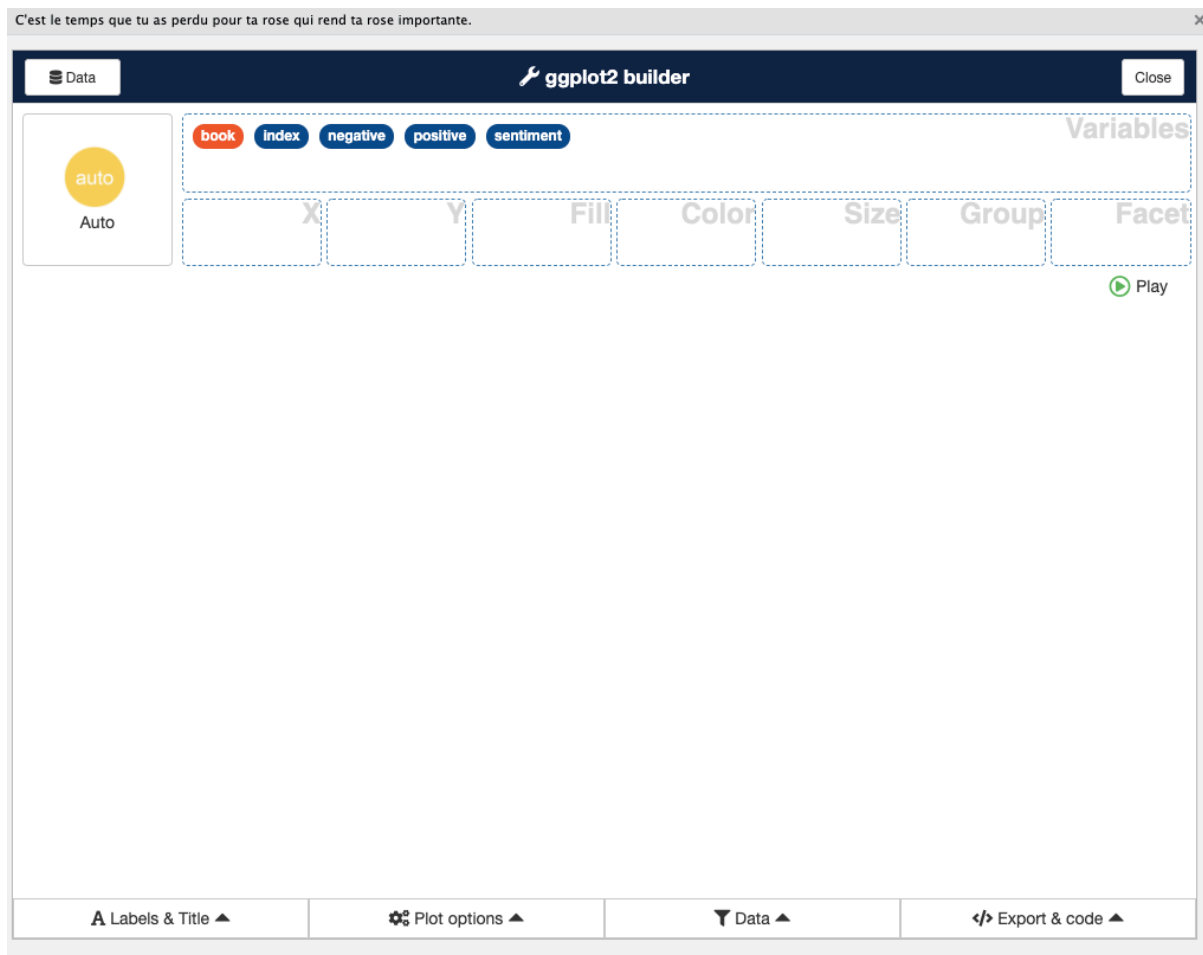 C'est le temps que tu as perdu pour ta rose qui rend ta rose importante.
Data
ggplot2 builder
Close
auto
Auto
book index negative positive sentiment
Variables
X Y Fill Color Size Group Facet
Play
A Labels & Title
Plot options
Data
</> Export & code